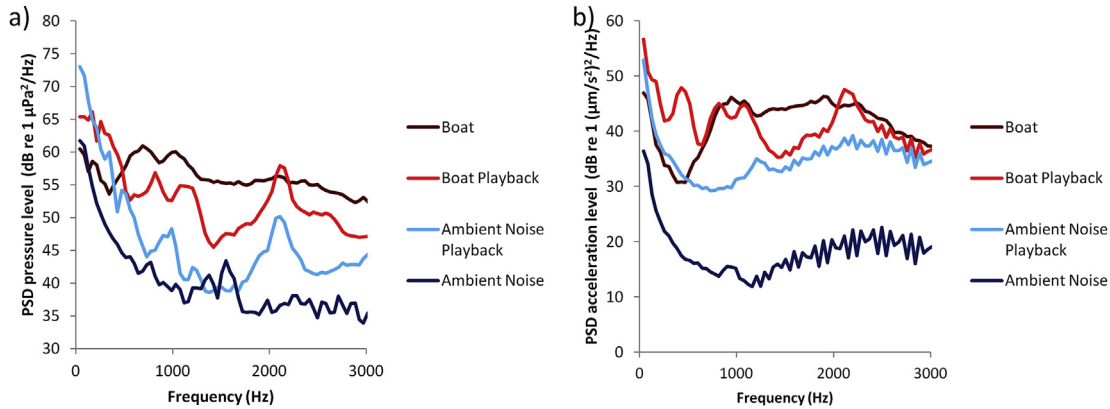 a)
80
75
70
65
60
55
50
45
40
35
30
PSD pressure level (dB re 1 µPa²/Hz)
0
1000
2000
3000
Frequency (Hz)
Boat
Boat Playback
Ambient Noise
Playback
Ambient Noise
b)
60
50
40
30
20
10
0
PSD acceleration level (dB re 1 (µm/s²)²/Hz)
0
1000
2000
3000
Frequency (Hz)
Boat
Boat Playback
Ambient Noise
Playback
Ambient Noise